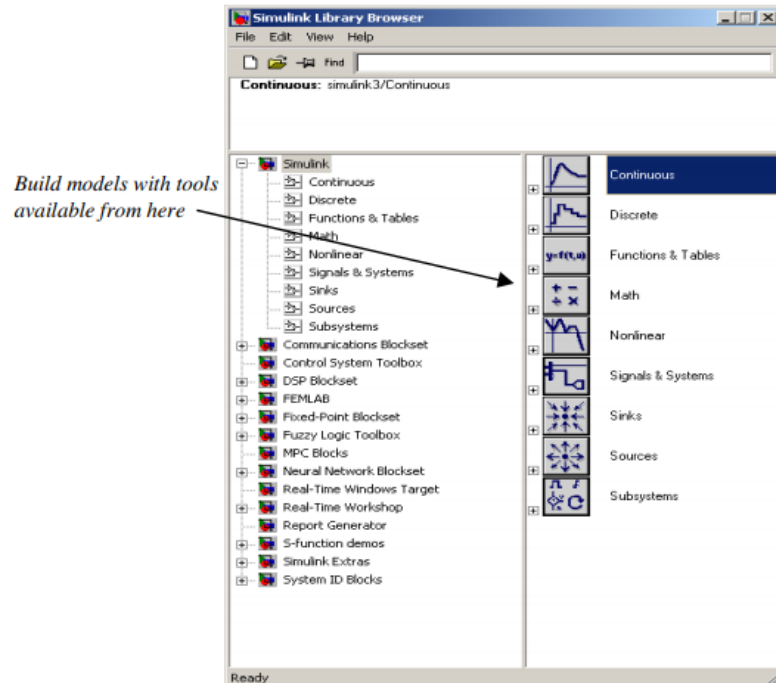 Simulink Library Browser
File Edit View Help
Find
Continuous: simulink3/Continuous
Build models with tools
available from here
Simulink
Continuous
Discrete
Functions & Tables
Math
Nonlinear
Signals & Systems
Sinks
Sources
Subsystems
Communications Blockset
Control System Toolbox
DSP Blockset
FEMLAB
Fixed-Point Blockset
Fuzzy Logic Toolbox
MPC Blocks
Neural Network Blockset
Real-Time Windows Target
Real-Time Workshop
Report Generator
S-function demos
Simulink Extras
System ID Blocks
Continuous
Discrete
y=f(t,u)
Functions & Tables
Math
Nonlinear
Signals & Systems
Sinks
Sources
Subsystems
Ready